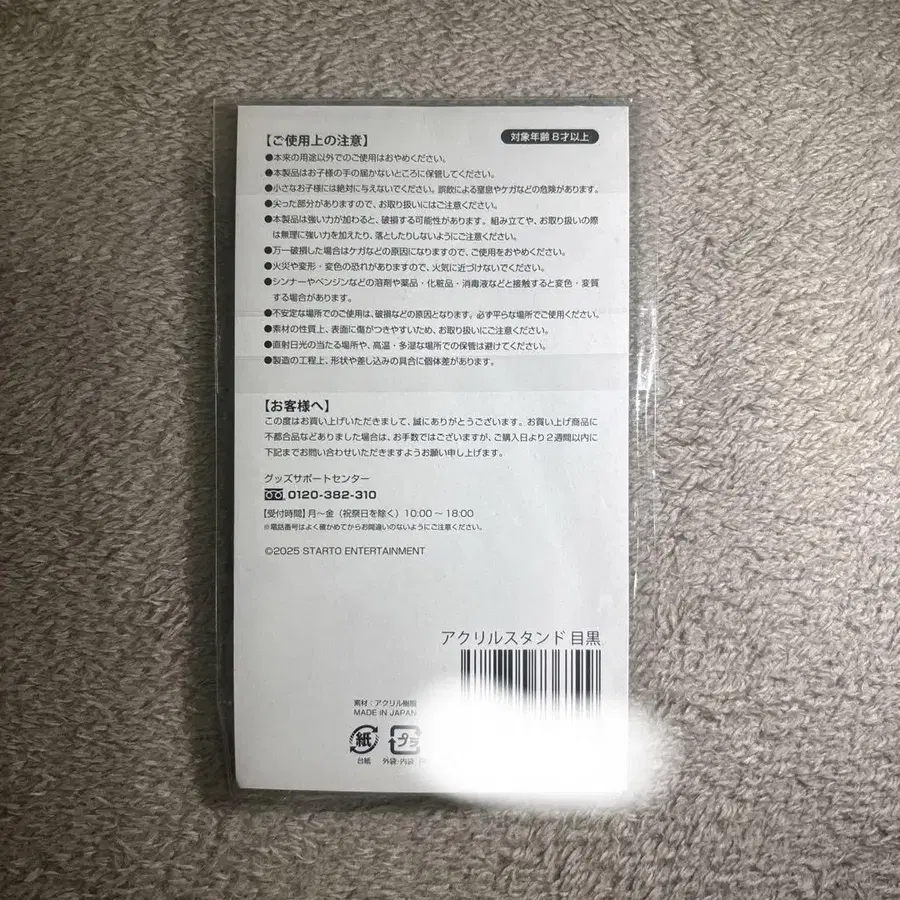 【ご使用上の注意】
対象年齢 8才以上
●本来の用途以外でのご使用はおやめください。
●本製品はお子様の手の届かないところに保管してください。
●小さなお子様には絶対に与えないでください。誤飲による窒息やケガなどの危険があります。
●尖った部分がありますので、お取り扱いにはご注意ください。
●本製品は強い力が加わると、破損する可能性があります。組み立てや、お取り扱いの際
は無理に強い力を加えたり、落としたりしないようにご注意ください。
●万一破損した場合はケガなどの原因になりますので、ご使用をおやめください。
●火災や変形・変色の恐れがありますので、火気に近づけないでください。
●シンナーやベンジンなどの溶剤や薬品・化粧品・消毒液などと接触すると変色・変質
する場合があります。
●不安定な場所でのご使用は、破損などの原因となります。必ず平らな場所でご使用ください。
●素材の性質上、表面に傷がつきやすいため、お取り扱いにご注意ください。
●直射日光の当たる場所や、高温・多湿な場所での保管は避けてください。
●製造の工程上、形状や差し込みの具合に個体差があります。
【お客様へ】
この度はお買い上げいただきまして、誠にありがとうございます。お買い上げ商品に
不都合品などありました場合は、お手数ではございますが、ご購入日より2週間以内に
下記までお問い合わせいただきますようお願い申し上げます。
グッズサポートセンター
0120-382-310
【受付時間】月～金（祝祭日を除く）10:00～18:00
※電話番号はよく確かめてからお間違いのないようにご注意ください。
©2025 STARTO ENTERTAINMENT
アクリルスタンド 目黒
素材：アクリル樹脂
MADE IN JAPAN
紙
プラ
台紙
外袋・内袋